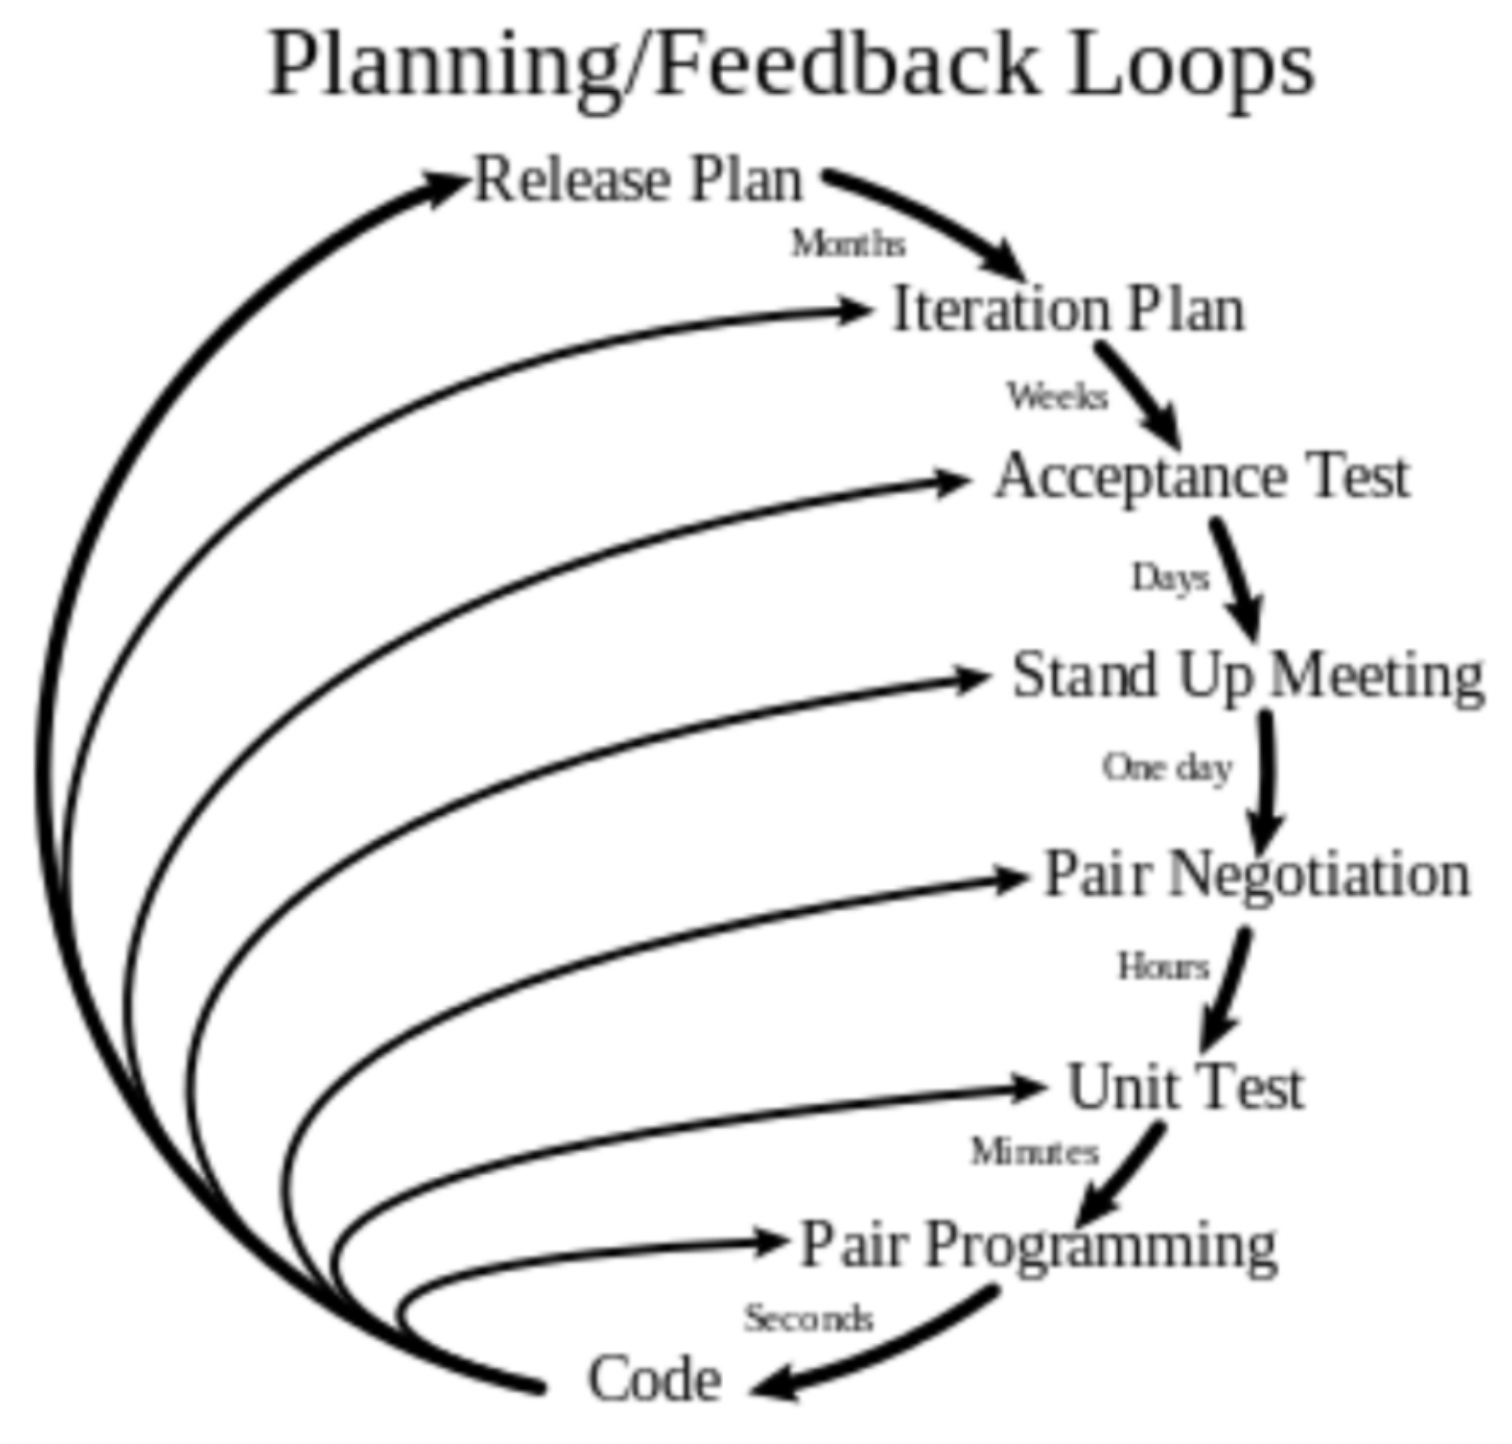 Planning/Feedback Loops
Release Plan
Months
Iteration Plan
Weeks
Acceptance Test
Days
Stand Up Meeting
One day
Pair Negotiation
Hours
Unit Test
Minutes
Pair Programming
Seconds
Code